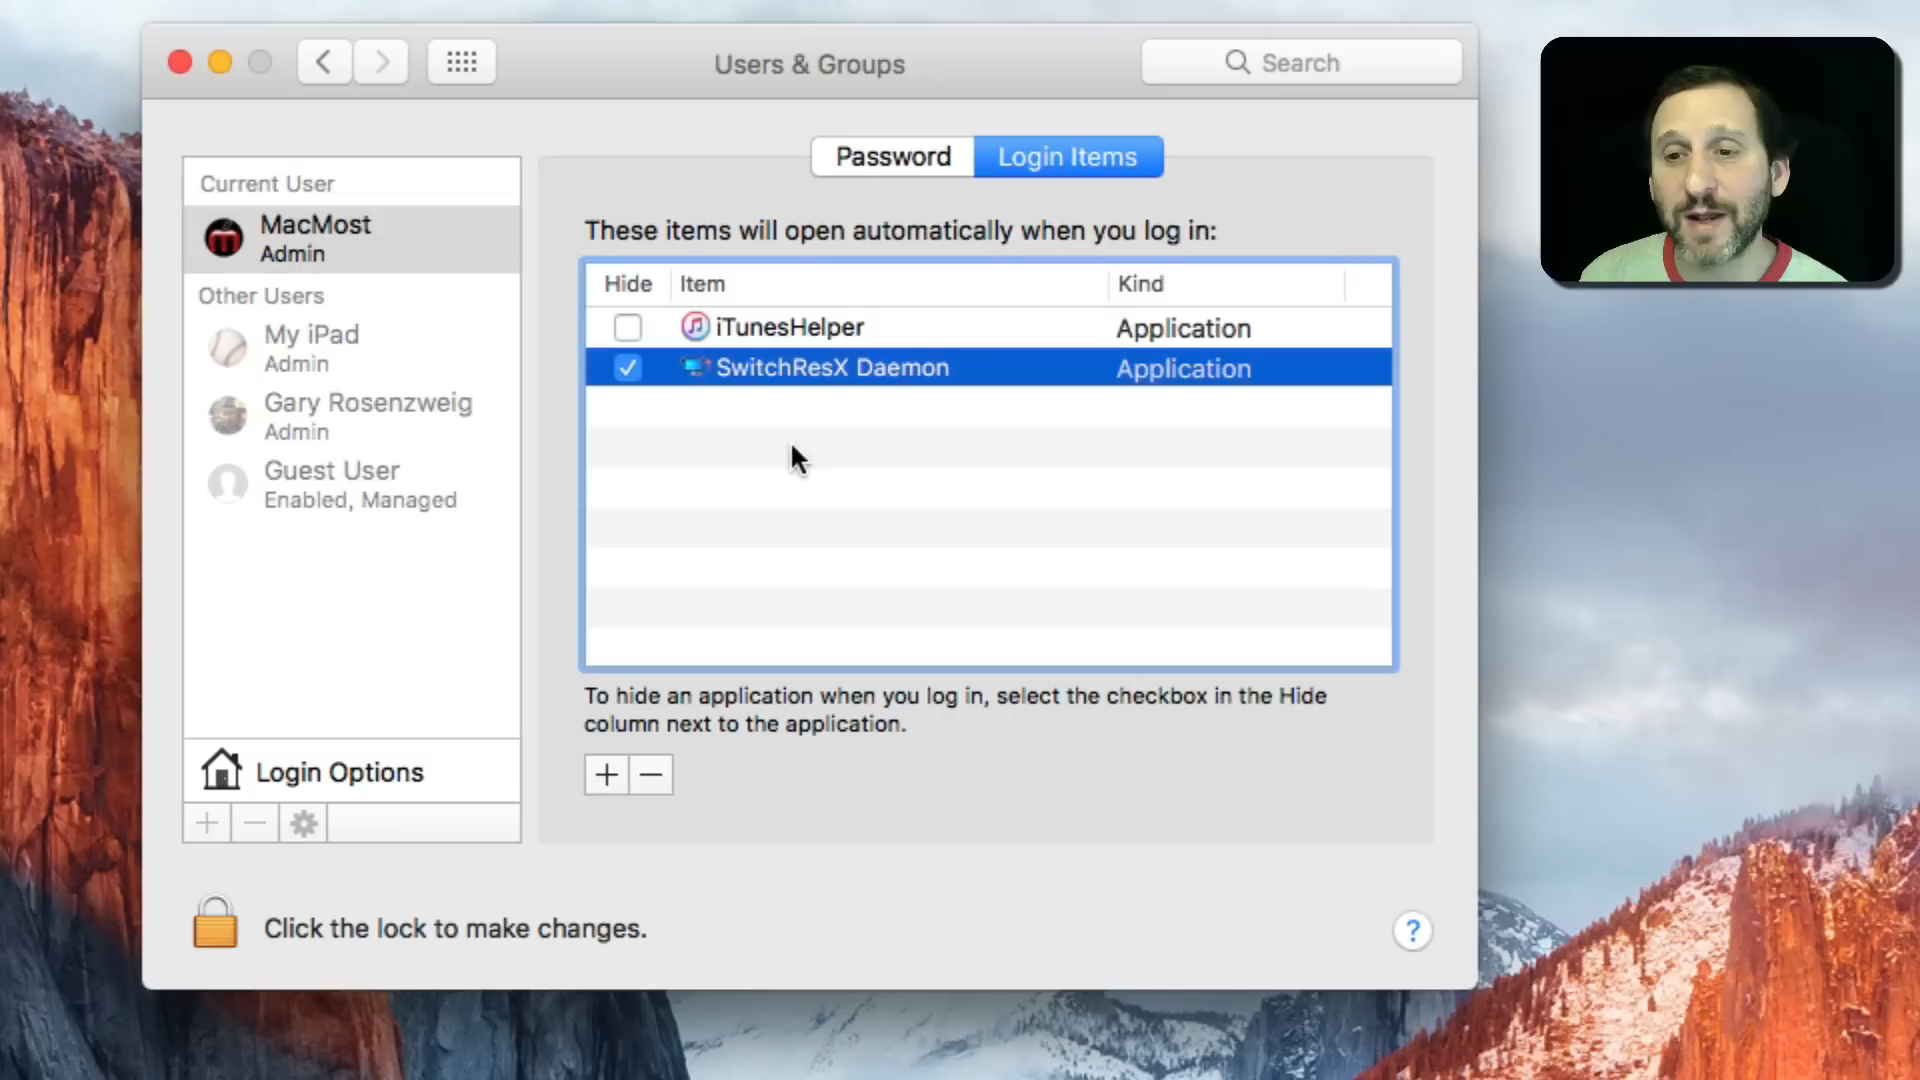 Users & Groups
Search
Password
Login Items
Current User
MacMost
Admin
Other Users
My iPad
Admin
Gary Rosenzweig
Admin
Guest User
Enabled, Managed
Login Options
These items will open automatically when you log in:
Hide Item Kind
iTunesHelper Application
SwitchResX Daemon Application
To hide an application when you log in, select the checkbox in the Hide
column next to the application.
Click the lock to make changes.
?